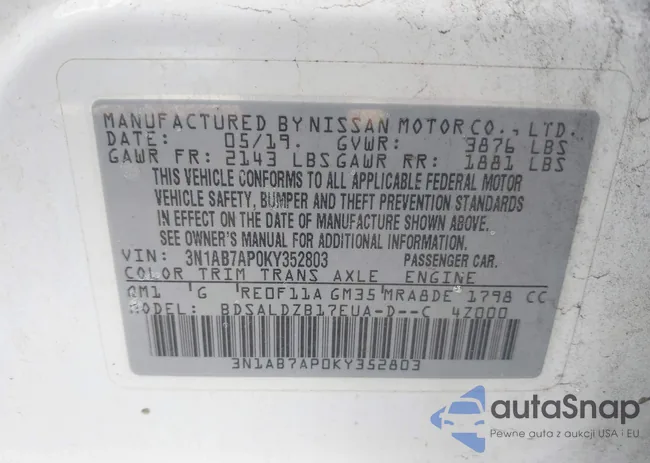 MANUFACTURED BY NISSAN MOTOR CO., LTD.
DATE: 05/19. GVWR: 3876 LBS
GAWR FR: 2143 LBS GAWR RR: 1881 LBS
THIS VEHICLE CONFORMS TO ALL APPLICABLE FEDERAL MOTOR
VEHICLE SAFETY, BUMPER AND THEFT PREVENTION STANDARDS
IN EFFECT ON THE DATE OF MANUFACTURE SHOWN ABOVE.
SEE OWNER'S MANUAL FOR ADDITIONAL INFORMATION
VIN: 3N1AB7AP0KY352803 PASSENGER CAR.
COLOR TRIM TRANS AXLE ENGINE
QM1 G RE0F11A GM35 MRA8DE 1798 CC
MODEL: BDSALDZB17EUA-D--C 4Z000
3N1AB7AP0KY352803
autaSnap
Pewne auta z aukcji USA i EU